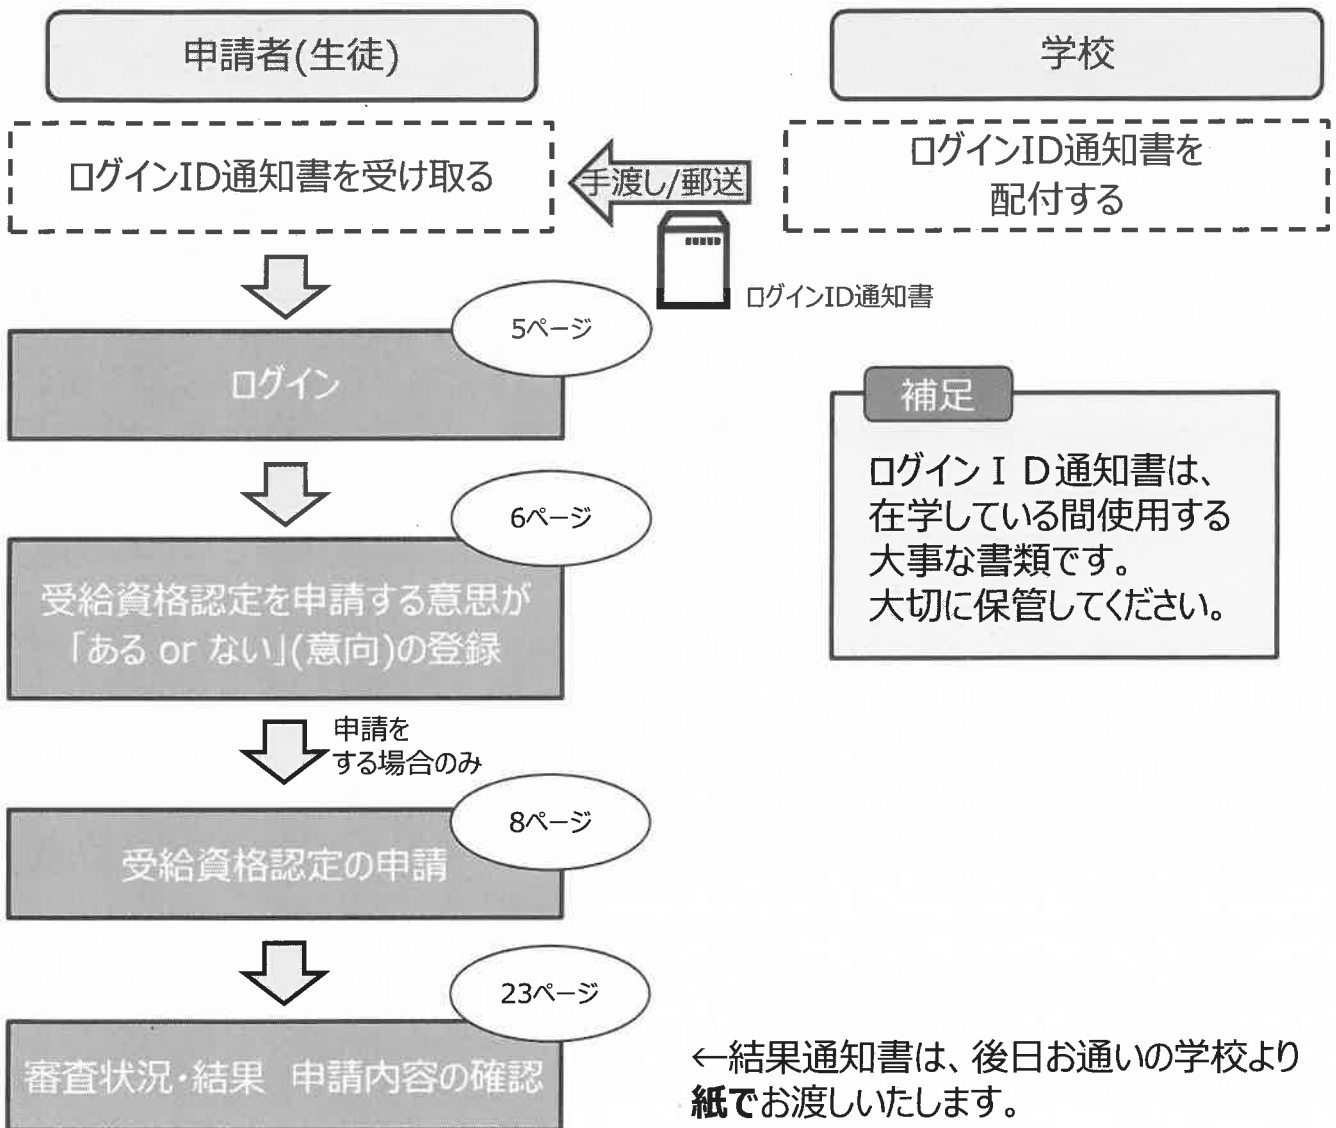 申請者(生徒)
学校
ログインID通知書を受け取る
手渡し/郵送
ログインID通知書を
配付する
ログインID通知書
5ページ
ログイン
6ページ
受給資格認定を申請する意思が
「ある or ない」(意向)の登録
申請を
する場合のみ
8ページ
受給資格認定の申請
23ページ
審査状況・結果 申請内容の確認
補足
ログインＩＤ通知書は、
在学している間使用する
大事な書類です。
大切に保管してください。
←結果通知書は、後日お通いの学校より
紙でお渡しいたします。